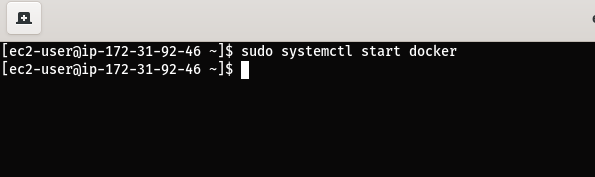 [ec2-user@ip-172-31-92-46 ~]$ sudo systemctl start docker
[ec2-user@ip-172-31-92-46 ~]$